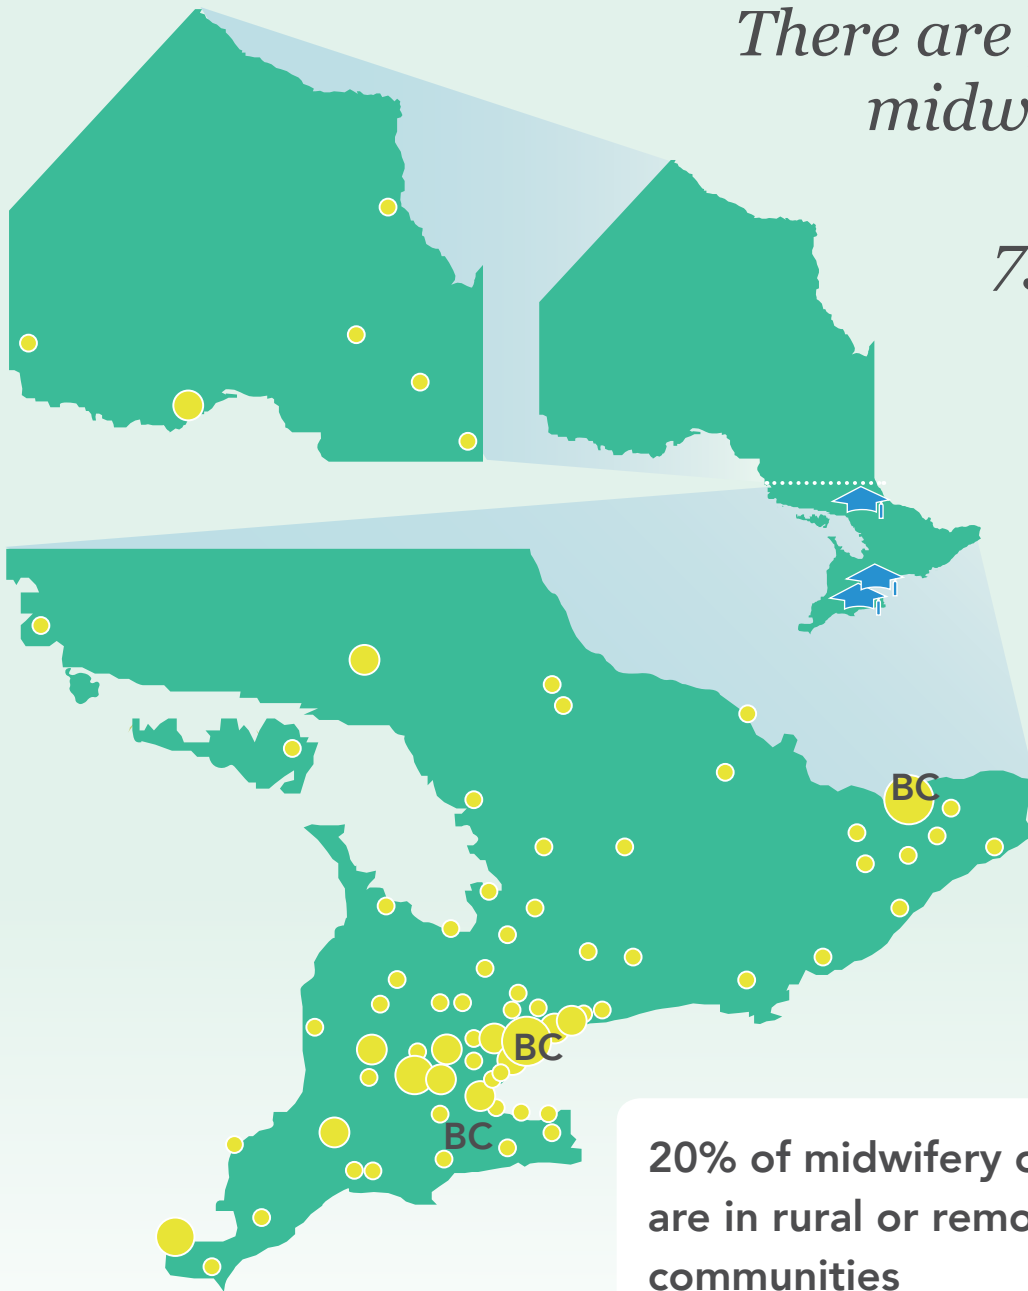 There are
midw
7.
BC
BC
BC
20% of midwifery
are in rural or remo
communities